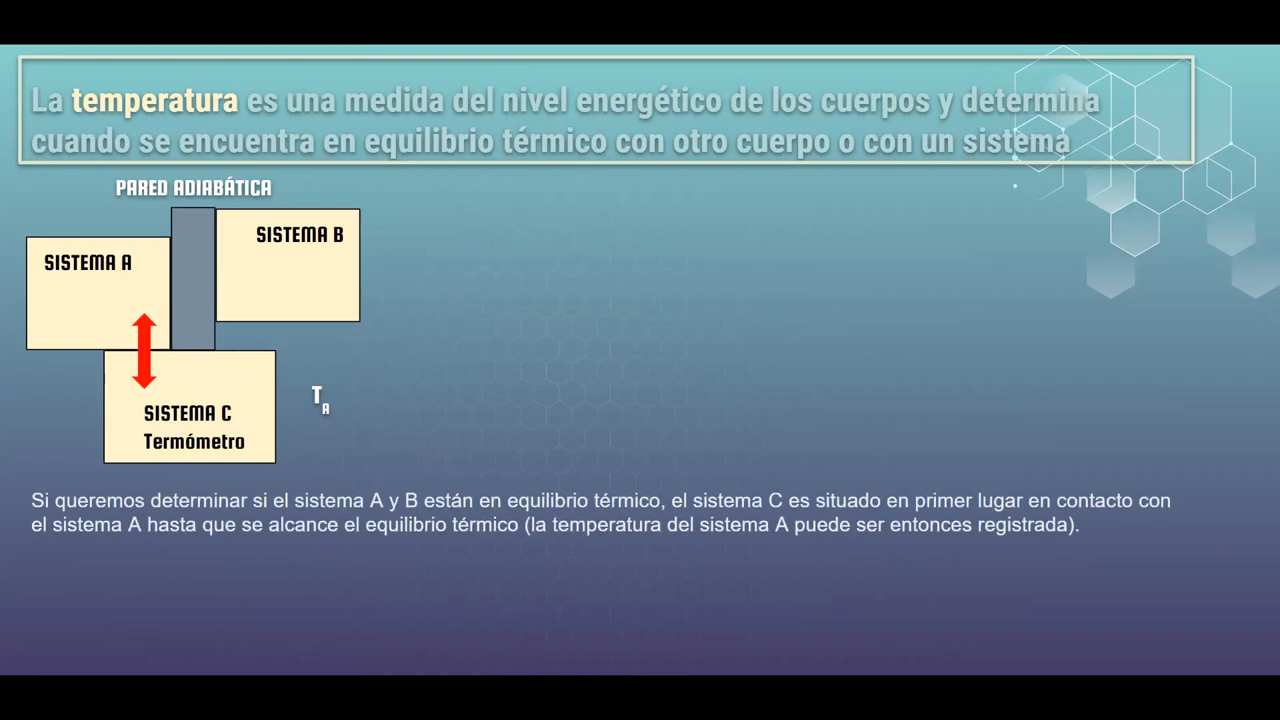 La temperatura es una medida del nivel energético de los cuerpos y determina
cuando se encuentra en equilibrio térmico con otro cuerpo o con un sistema
PARED ADIABÁTICA
SISTEMA B
SISTEMA A
SISTEMA C
Termómetro
TA
Si queremos determinar si el sistema A y B están en equilibrio térmico, el sistema C es situado en primer lugar en contacto con
el sistema A hasta que se alcance el equilibrio térmico (la temperatura del sistema A puede ser entonces registrada).